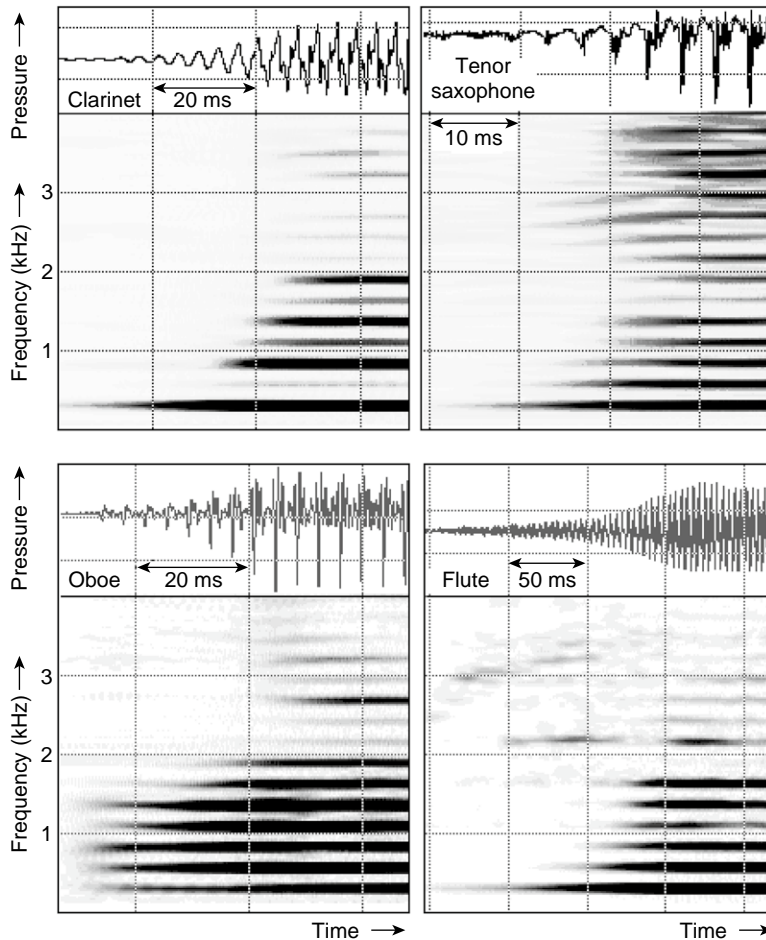 Pressure →
Clarinet
20 ms
Tenor
saxophone
10 ms
Frequency (kHz) →
3
2
1
Pressure →
Oboe
20 ms
Flute
50 ms
Frequency (kHz) →
3
2
1
Time →
Time →